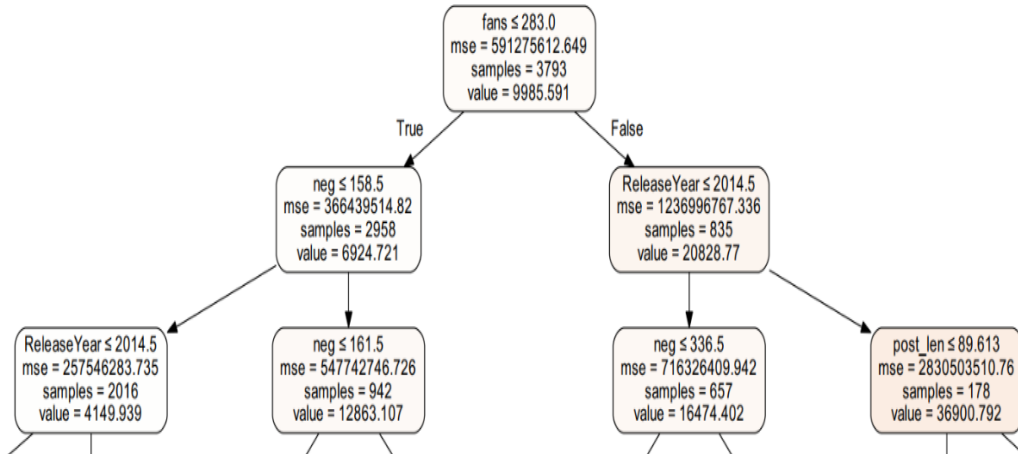 fans ≤ 283.0
mse = 591275612.649
samples = 3793
value = 9985.591
True
False
neg ≤ 158.5
mse = 366439514.82
samples = 2958
value = 6924.721
ReleaseYear ≤ 2014.5
mse = 1236996767.336
samples = 835
value = 20828.77
ReleaseYear ≤ 2014.5
mse = 257546283.735
samples = 2016
value = 4149.939
neg ≤ 161.5
mse = 547742746.726
samples = 942
value = 12863.107
neg ≤ 336.5
mse = 716326409.942
samples = 657
value = 16474.402
post_len ≤ 89.613
mse = 2830503510.76
samples = 178
value = 36900.792